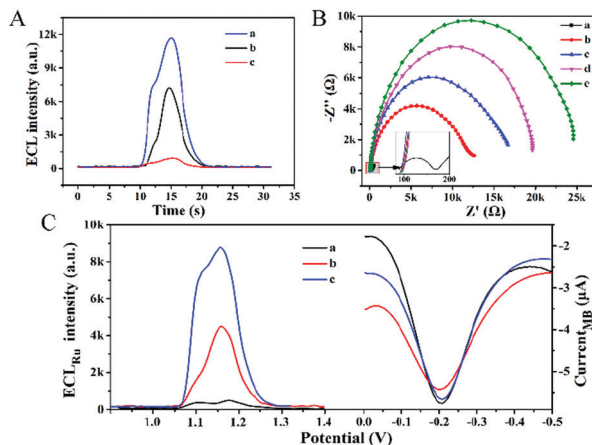 A
ECL intensity (a.u.)
12k
9k
6k
3k
0
0 5 10 15 20 25 30 35
Time (s)
a
b
c
B
-Z'' (Ω)
10k
8k
6k
4k
2k
0
0 5k 10k 15k 20k 25k
Z' (Ω)
100 200
a
b
c
d
e
C
ECL_Ru intensity (a.u.)
10k
8k
6k
4k
2k
0
1.0 1.1 1.2 1.3 1.4
a
b
c
0.0 -0.1 -0.2 -0.3 -0.4 -0.5
Potential (V)
-2
-3
-4
-5
Current_MB (μA)